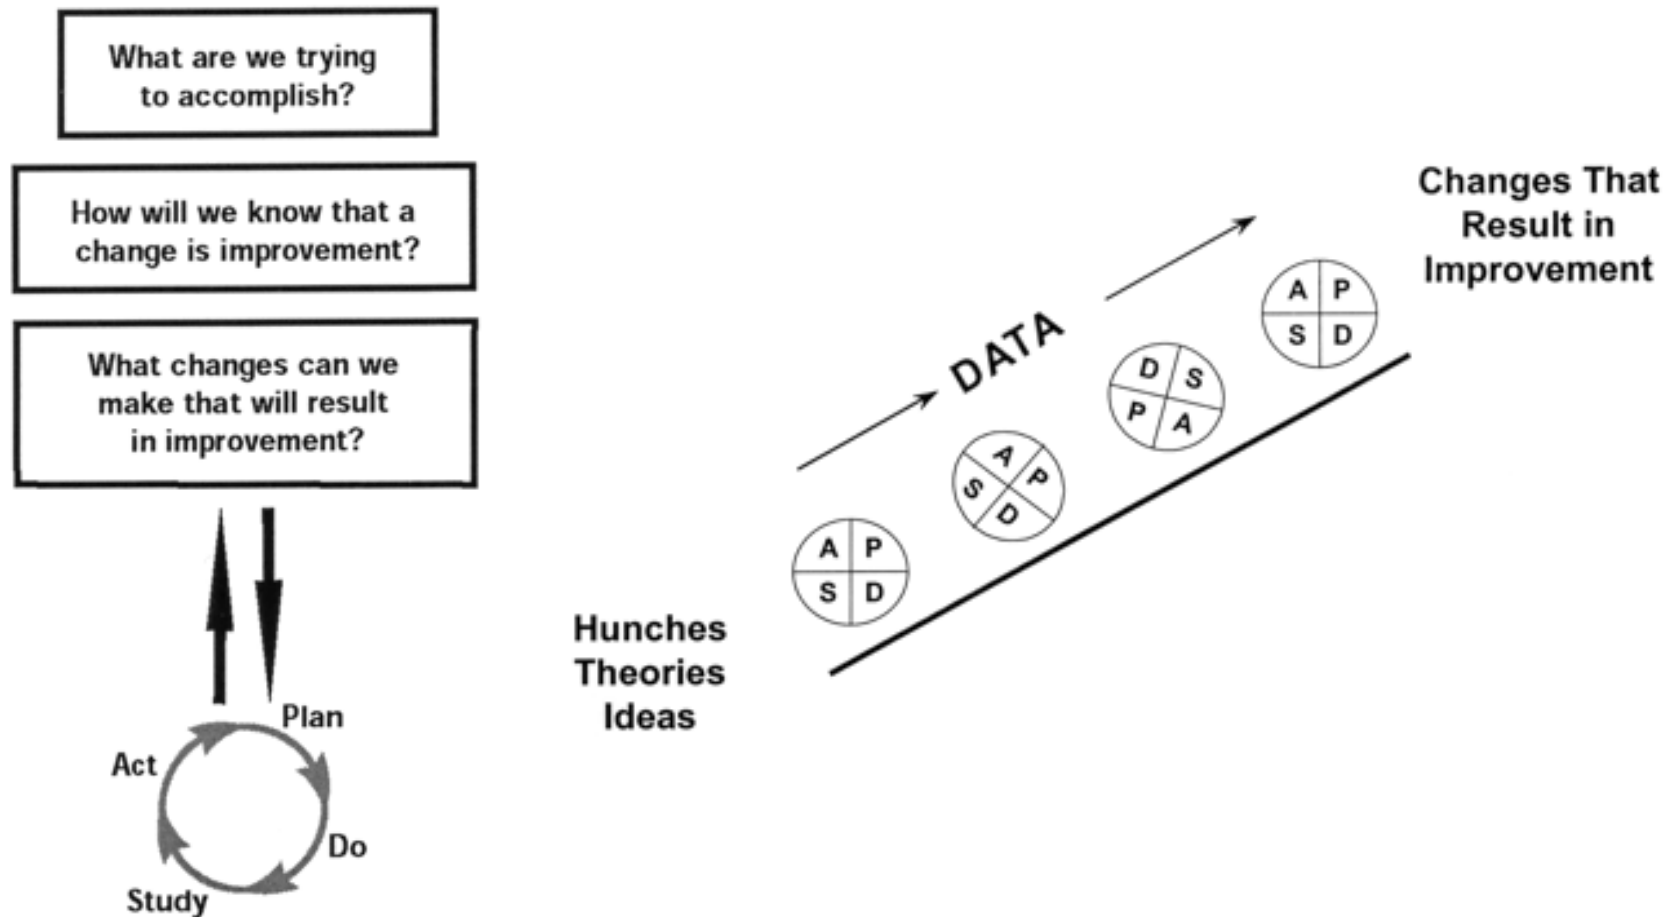 What are we trying
to accomplish?
How will we know that a
change is improvement?
What changes can we
make that will result
in improvement?
Plan
Act
Do
Study
Changes That
Result in
Improvement
DATA
A P
S D
D S
P A
A P
S D
A P
S D
Hunches
Theories
Ideas